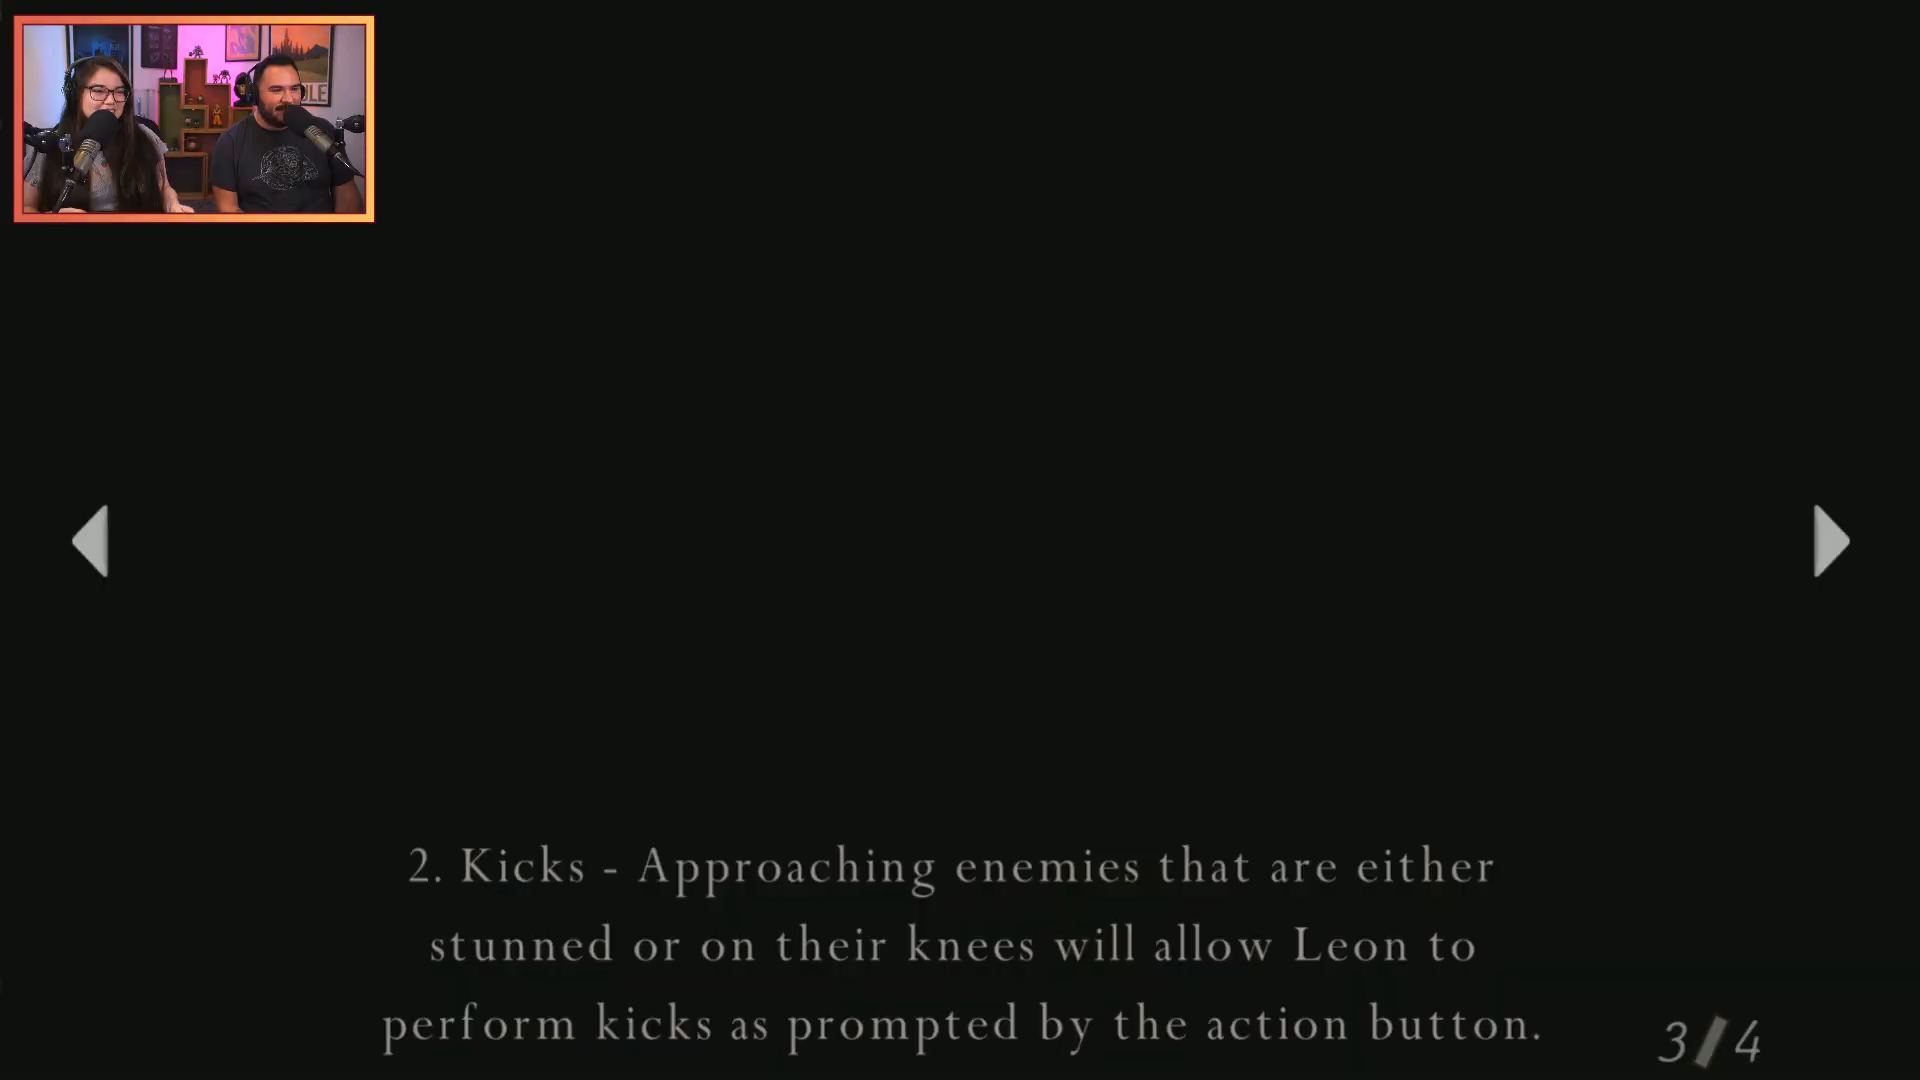 2. Kicks - Approaching enemies that are either
stunned or on their knees will allow Leon to
perform kicks as prompted by the action button.
3/4